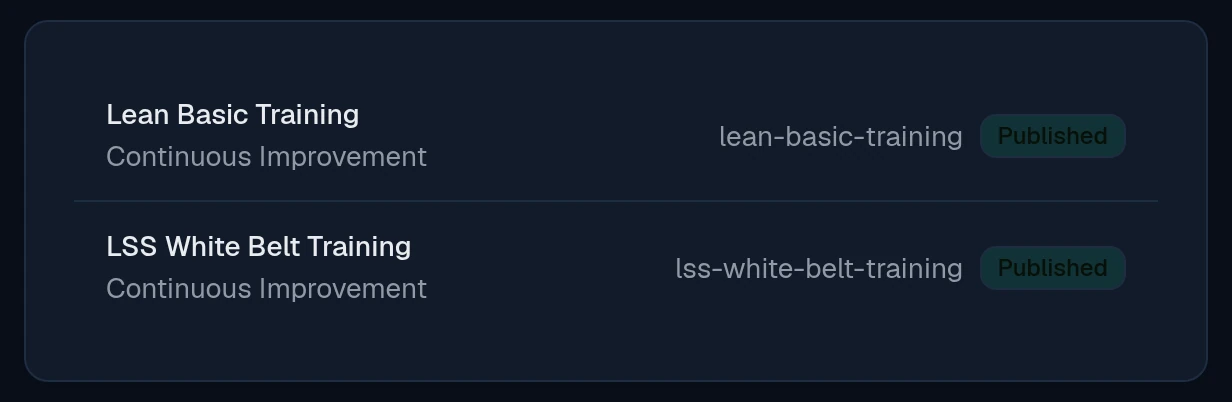 Lean Basic Training
Continuous Improvement
lean-basic-training
Published
LSS White Belt Training
Continuous Improvement
lss-white-belt-training
Published